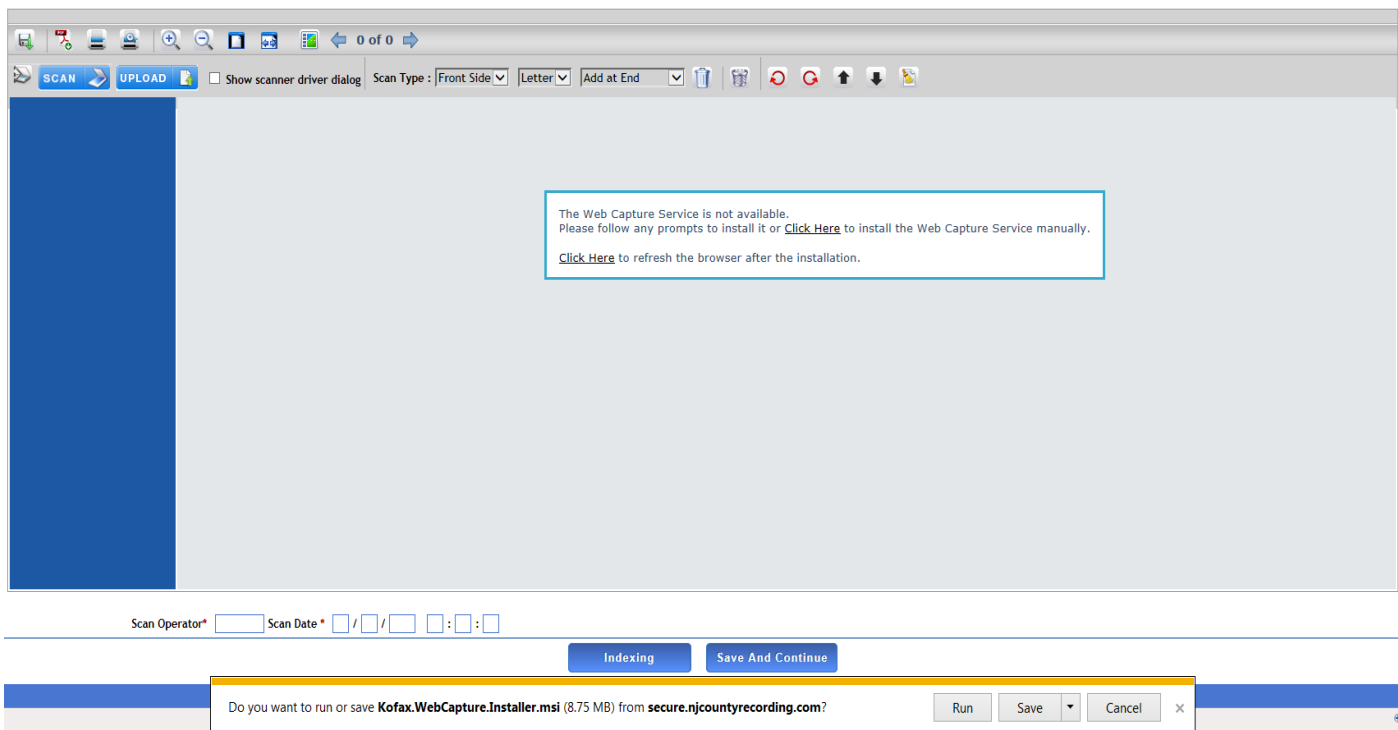 0 of 0
SCAN UPLOAD Show scanner driver dialog Scan Type : Front Side Letter Add at End
The Web Capture Service is not available.
Please follow any prompts to install it or Click Here to install the Web Capture Service manually.
Click Here to refresh the browser after the installation.
Scan Operator* Scan Date * / / : :
Indexing Save And Continue
Do you want to run or save Kofax.WebCapture.Installer.msi (8.75 MB) from secure.njcountyrecording.com? Run Save Cancel ×